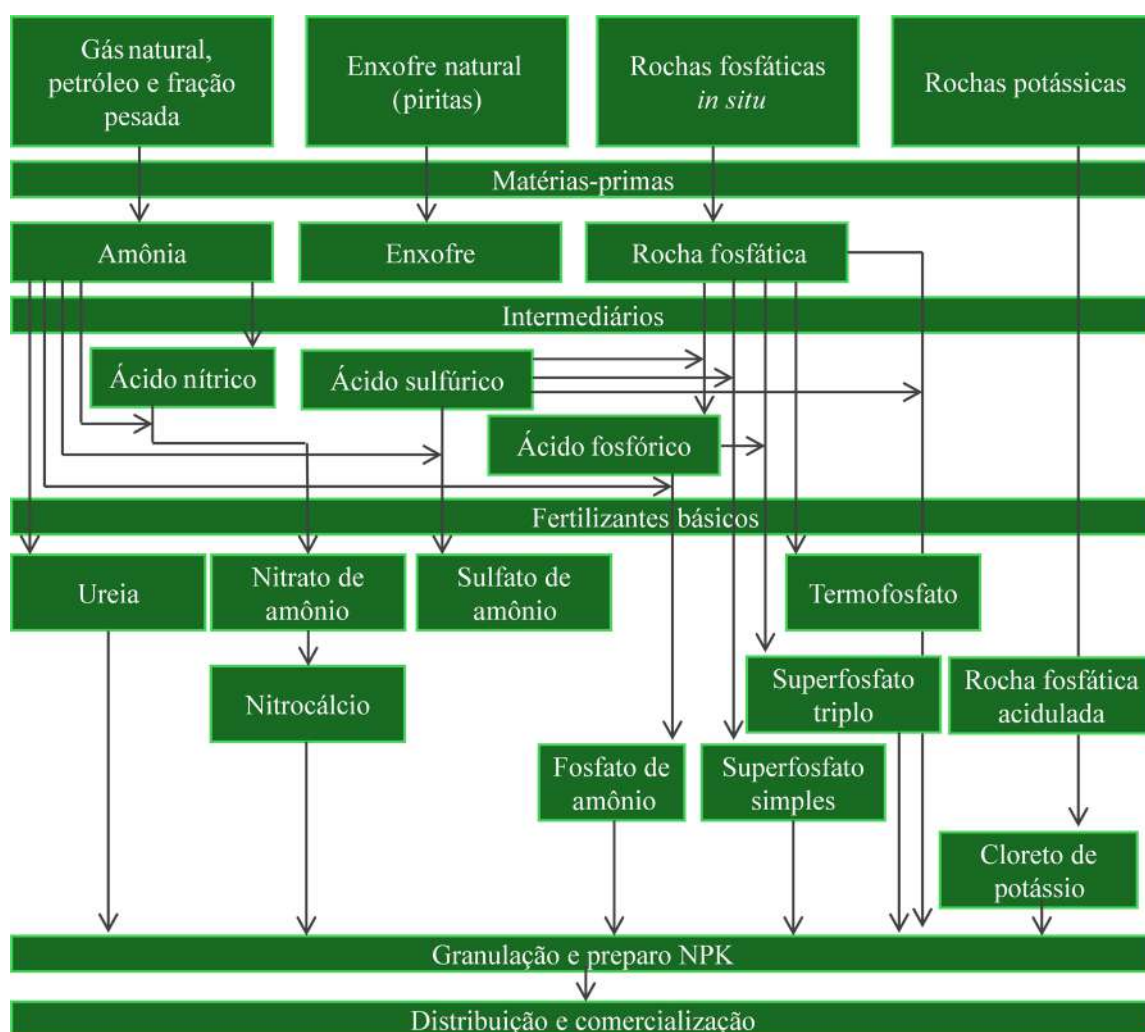 Gás natural,
petróleo e fração
pesada
Enxofre natural
(piritas)
Rochas fosfáticas
in situ
Rochas potássicas
Matérias-primas
Amônia
Enxofre
Rocha fosfática
Intermediários
Ácido nítrico
Ácido sulfúrico
Ácido fosfórico
Fertilizantes básicos
Ureia
Nitrato de
amônio
Sulfato de
amônio
Termofosfato
Nitrocálcio
Superfosfato
triplo
Rocha fosfática
acidulada
Fosfato de
amônio
Superfosfato
simples
Cloreto de
potássio
Granulação e preparo NPK
Distribuição e comercialização